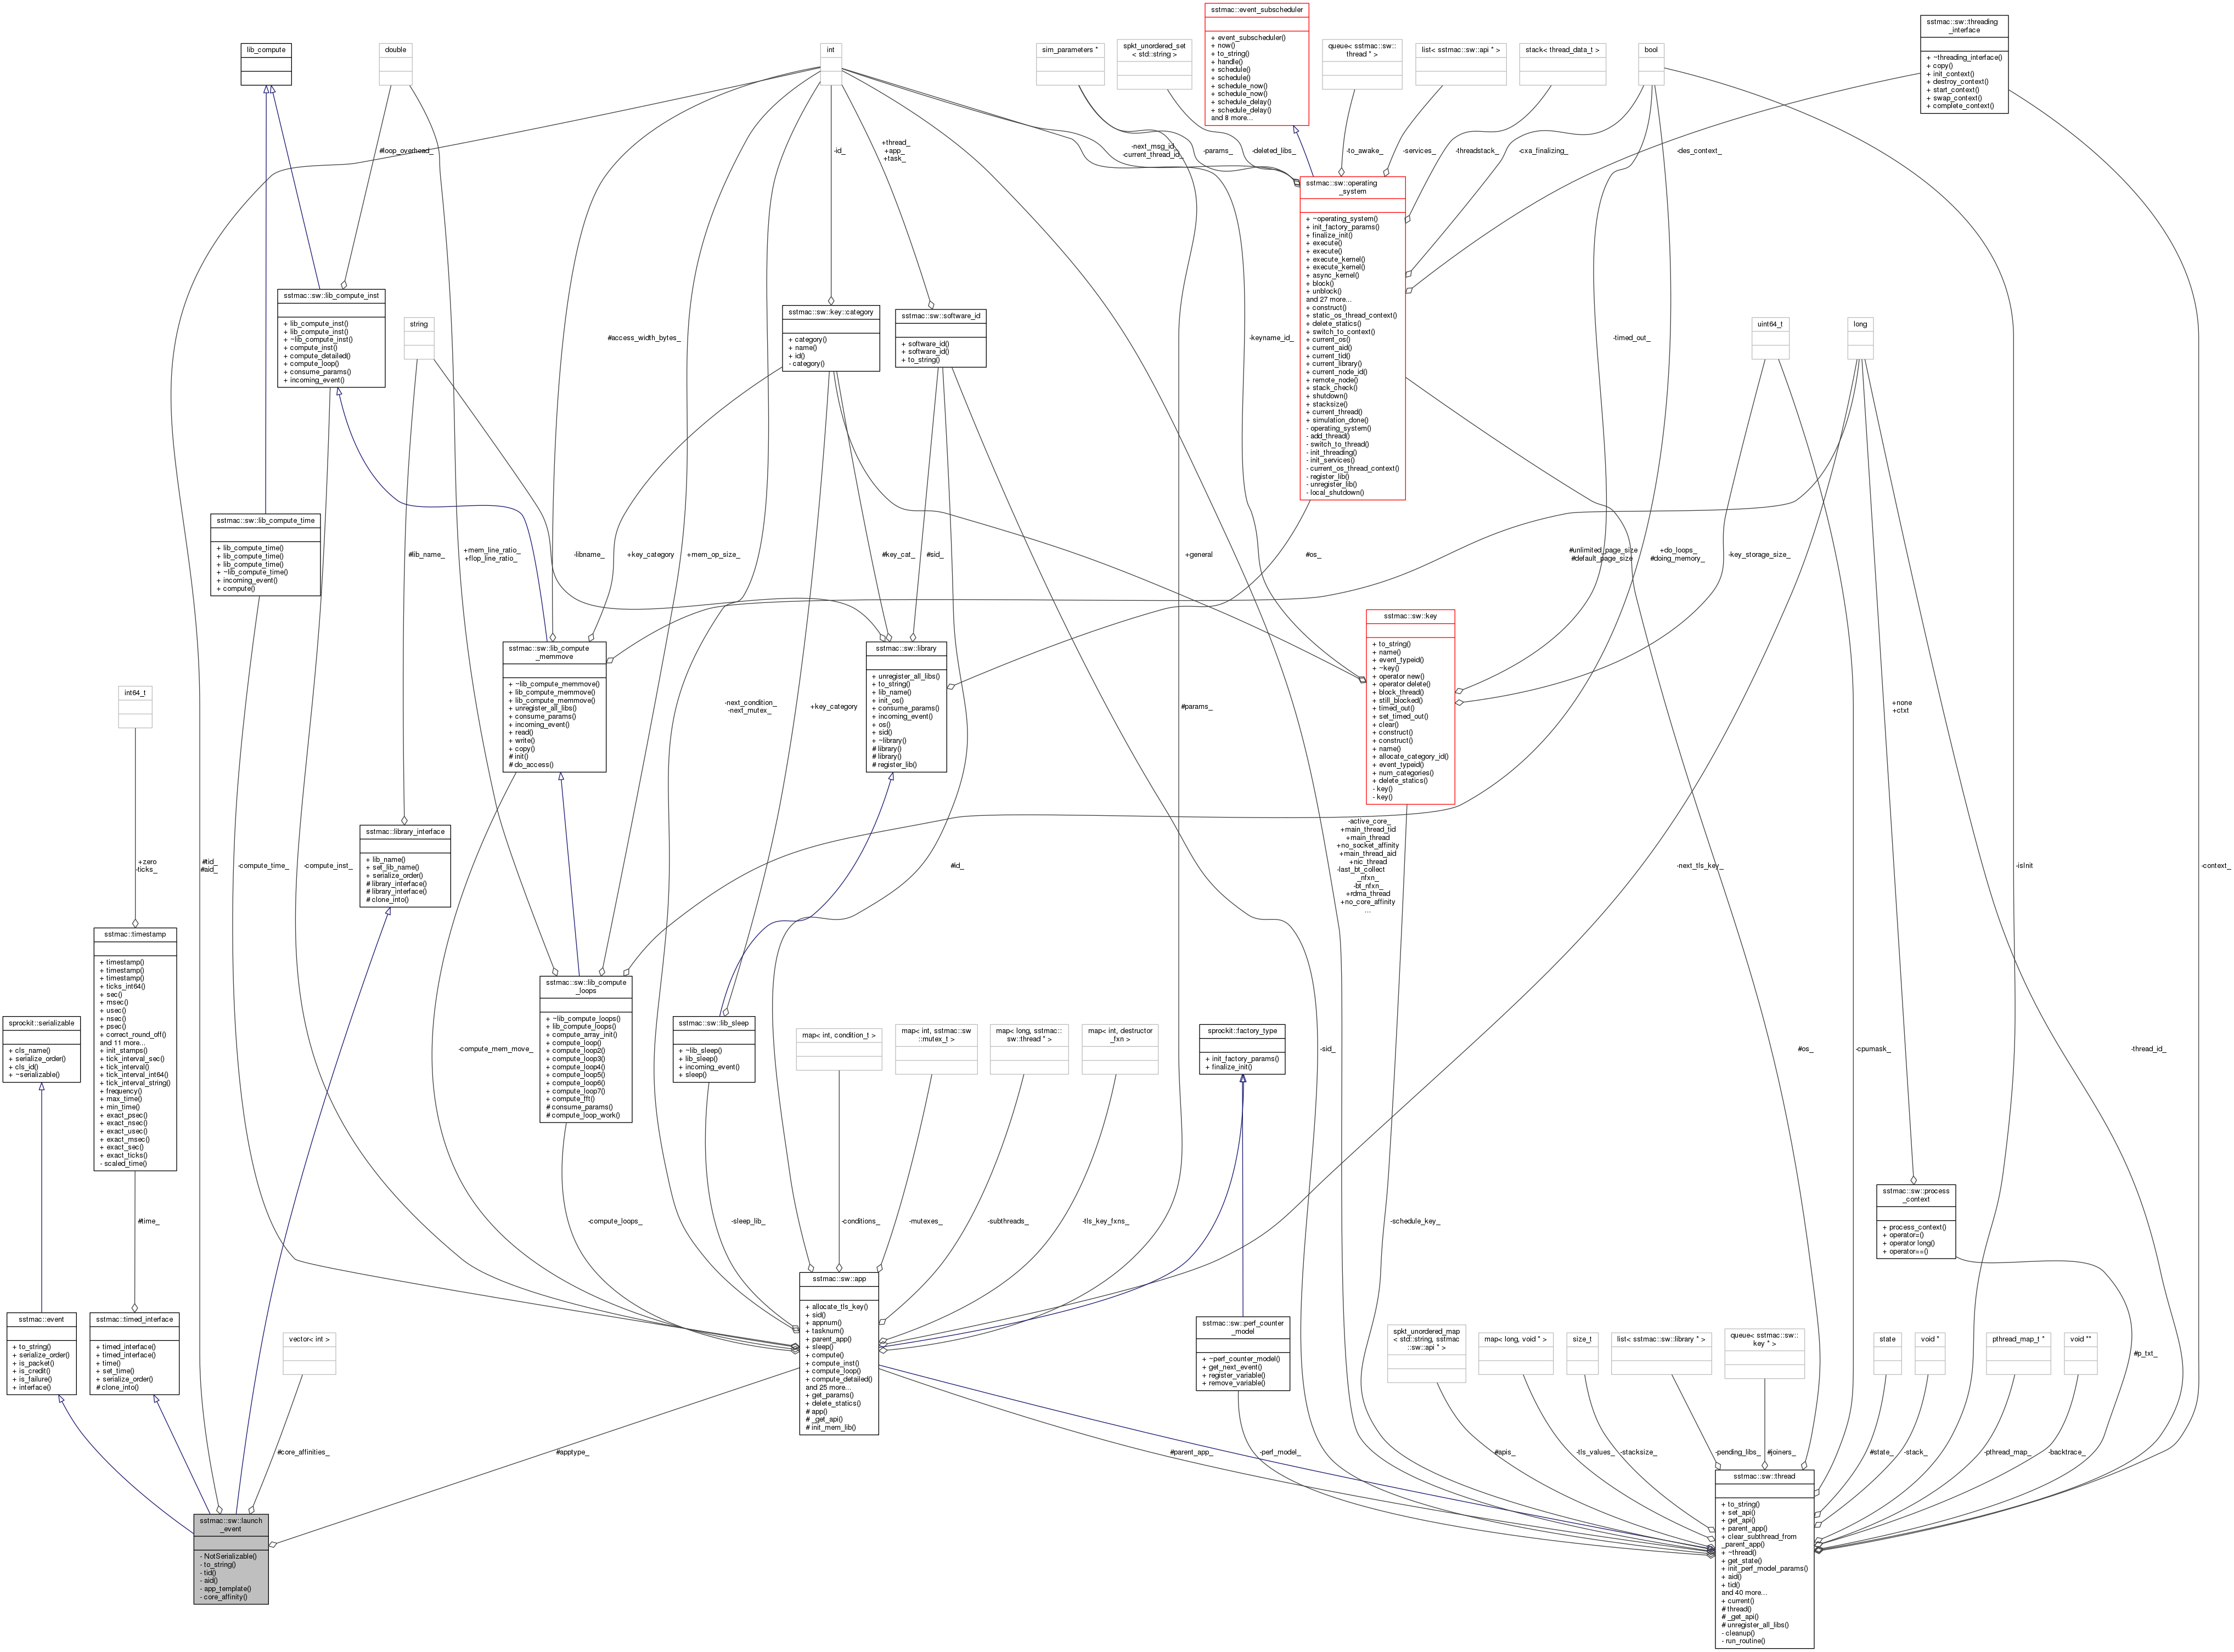 sstmac::event_subscheduler
+ event_subscheduler()
+ now()
+ to_string()
+ handle()
+ schedule()
+ schedule()
+ schedule_now()
+ schedule_now()
+ schedule_delay()
+ schedule_delay()
and 8 more...
sstmac::sw::threading
_interface
+ ~threading_interface()
+ copy()
+ init_context()
+ destroy_context()
+ start_context()
+ swap_context()
+ complete_context()
lib_compute
double
int
sim_parameters *
spkt_unordered_set
< std::string >
queue< sstmac::sw::
thread * >
list< sstmac::sw::api * >
stack< thread_data_t >
bool
#loop_overhead_
-id_
+thread_
+app_
+task_
-next_msg_id_
-current_thread_id_
-params_
-deleted_libs_
-to_awake_
-services_
-threadstack_
-cxa_finalizing_
-des_context_
sstmac::sw::operating
_system
+ ~operating_system()
+ init_factory_params()
+ finalize_init()
+ execute()
+ execute()
+ execute_kernel()
+ execute_kernel()
+ async_kernel()
+ block()
+ unblock()
and 27 more...
+ construct()
+ static_os_thread_context()
+ delete_statics()
+ switch_to_context()
+ current_os()
+ current_aid()
+ current_tid()
+ current_library()
+ current_node_id()
+ remote_node()
+ stack_check()
+ shutdown()
+ stacksize()
+ current_thread()
+ simulation_done()
- operating_system()
- add_thread()
- switch_to_thread()
- init_threading()
- init_services()
- current_os_thread_context()
- register_lib()
- unregister_lib()
- local_shutdown()
sstmac::sw::lib_compute_inst
+ lib_compute_inst()
+ lib_compute_inst()
+ ~lib_compute_inst()
+ compute_inst()
+ compute_detailed()
+ compute_loop()
+ consume_params()
+ incoming_event()
string
#access_width_bytes_
sstmac::sw::key::category
+ category()
+ name()
+ id()
- category()
sstmac::sw::software_id
+ software_id()
+ software_id()
+ to_string()
-keyname_id_
-timed_out_
uint64_t
long
sstmac::sw::lib_compute_time
+ lib_compute_time()
+ lib_compute_time()
+ lib_compute_time()
+ ~lib_compute_time()
+ incoming_event()
+ compute()
#lib_name_
+mem_line_ratio_
+flop_line_ratio_
-libname_
+key_category
+mem_op_size_
#key_cat_
#sid_
+general
#os_
#unlimited_page_size
#default_page_size
+do_loops_
#doing_memory_
-key_storage_size_
sstmac::sw::lib_compute
_memmove
+ ~lib_compute_memmove()
+ lib_compute_memmove()
+ lib_compute_memmove()
+ unregister_all_libs()
+ consume_params()
+ incoming_event()
+ read()
+ write()
+ copy()
# init()
# do_access()
sstmac::sw::library
+ unregister_all_libs()
+ to_string()
+ lib_name()
+ init_os()
+ consume_params()
+ incoming_event()
+ os()
+ sid()
+ ~library()
# library()
# library()
# register_lib()
sstmac::sw::key
+ to_string()
+ name()
+ event_typeid()
+ ~key()
+ operator new()
+ operator delete()
+ block_thread()
+ still_blocked()
+ timed_out()
+ set_timed_out()
+ clear()
+ construct()
+ construct()
+ name()
+ allocate_category_id()
+ event_typeid()
+ num_categories()
+ delete_statics()
- key()
- key()
int64_t
-next_condition_
-next_mutex_
+key_category
#params_
+none
+ctxt
sstmac::library_interface
+ lib_name()
+ set_lib_name()
+ serialize_order()
# library_interface()
# library_interface()
# clone_into()
+zero
-ticks_
#tid_
#aid_
-compute_time_
-compute_inst_
#id_
-active_core_
+main_thread_tid
+main_thread
+no_socket_affinity
+main_thread_aid
+nic_thread
-last_bt_collect
_nfxn_
-bt_nfxn_
+rdma_thread
+no_core_affinity
...
-next_tls_key_
-isInit
-context_
sstmac::timestamp
+ timestamp()
+ timestamp()
+ timestamp()
+ ticks_int64()
+ sec()
+ msec()
+ usec()
+ nsec()
+ psec()
+ correct_round_off()
and 11 more...
+ init_stamps()
+ tick_interval_sec()
+ tick_interval()
+ tick_interval_int64()
+ tick_interval_string()
+ frequency()
+ max_time()
+ min_time()
+ exact_psec()
+ exact_nsec()
+ exact_usec()
+ exact_msec()
+ exact_sec()
+ exact_ticks()
- scaled_time()
sprockit::serializable
+ cls_name()
+ serialize_order()
+ cls_id()
+ ~serializable()
-compute_mem_move_
sstmac::sw::lib_compute
_loops
+ ~lib_compute_loops()
+ lib_compute_loops()
+ compute_array_init()
+ compute_loop()
+ compute_loop2()
+ compute_loop3()
+ compute_loop4()
+ compute_loop5()
+ compute_loop6()
+ compute_loop7()
+ compute_fft()
# consume_params()
# compute_loop_work()
sstmac::sw::lib_sleep
+ ~lib_sleep()
+ lib_sleep()
+ incoming_event()
+ sleep()
map< int, condition_t >
map< int, sstmac::sw
::mutex_t >
map< long, sstmac::
sw::thread * >
map< int, destructor
_fxn >
sprockit::factory_type
+ init_factory_params()
+ finalize_init()
-sid_
#os_
-cpumask_
-thread_id_
#time_
-compute_loops_
-sleep_lib_
-conditions_
-mutexes_
-subthreads_
-tls_key_fxns_
-schedule_key_
sstmac::sw::process
_context
+ process_context()
+ operator=()
+ operator long()
+ operator==()
sstmac::event
+ to_string()
+ serialize_order()
+ is_packet()
+ is_credit()
+ is_failure()
+ interface()
sstmac::timed_interface
+ timed_interface()
+ timed_interface()
+ time()
+ set_time()
+ serialize_order()
# clone_into()
vector< int >
sstmac::sw::app
+ allocate_tls_key()
+ sid()
+ appnum()
+ tasknum()
+ parent_app()
+ sleep()
+ compute()
+ compute_inst()
+ compute_loop()
+ compute_detailed()
and 25 more...
+ get_params()
+ delete_statics()
# app()
# _get_api()
# init_mem_lib()
sstmac::sw::perf_counter
_model
+ ~perf_counter_model()
+ get_next_event()
+ register_variable()
+ remove_variable()
spkt_unordered_map
< std::string, sstmac
::sw::api * >
map< long, void * >
size_t
list< sstmac::sw::library * >
queue< sstmac::sw::
key * >
state
void *
pthread_map_t *
void **
#p_txt_
#core_affinities_
#apptype_
#parent_app_
-perf_model_
#apis_
-tls_values_
-stacksize_
-pending_libs_
#joiners_
#state_
-stack_
-pthread_map_
-backtrace_
sstmac::sw::launch
_event
- NotSerializable()
- to_string()
- tid()
- aid()
- app_template()
- core_affinity()
sstmac::sw::thread
+ to_string()
+ set_api()
+ get_api()
+ parent_app()
+ clear_subthread_from
_parent_app()
+ ~thread()
+ get_state()
+ init_perf_model_params()
+ aid()
+ tid()
and 40 more...
+ current()
# thread()
# _get_api()
# unregister_all_libs()
- cleanup()
- run_routine()